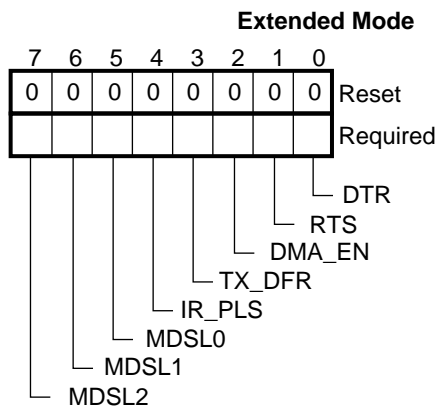 Extended Mode
7 6 5 4 3 2 1 0
0 0 0 0 0 0 0 0 Reset
Required
DTR
RTS
DMA_EN
TX_DFR
IR_PLS
MDSL0
MDSL1
MDSL2